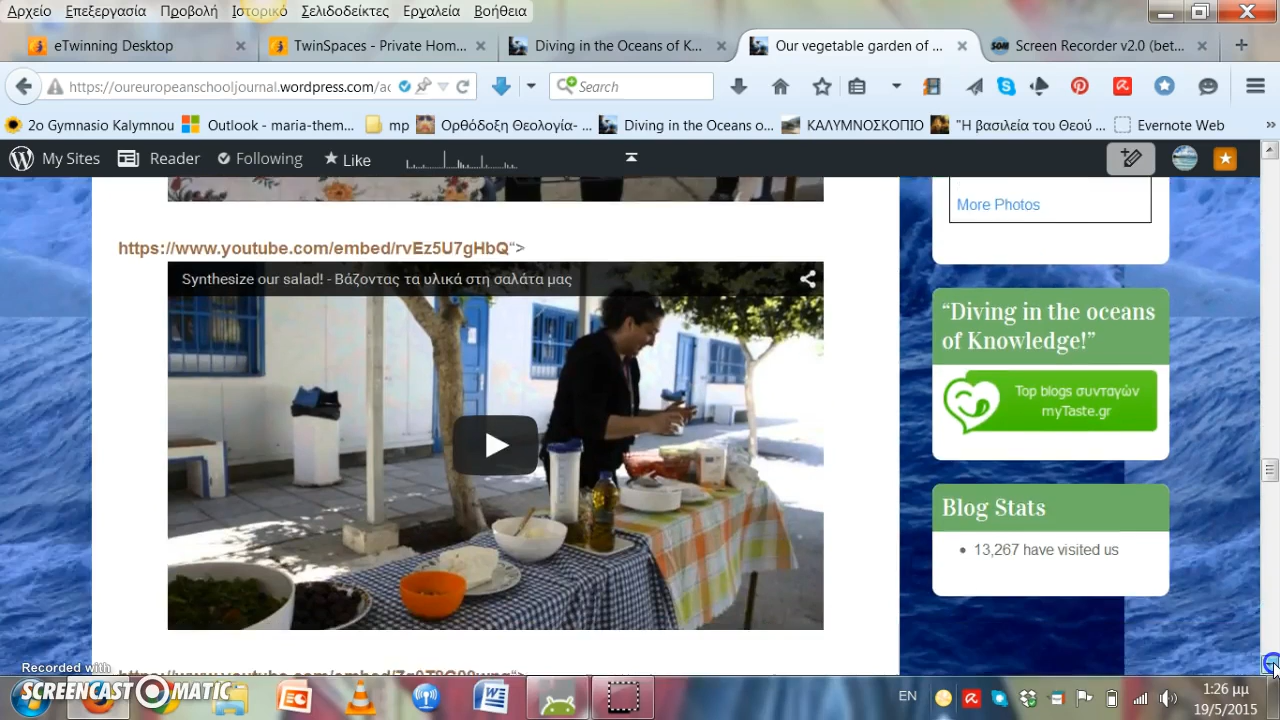 Αρχείο Επεξεργασία Προβολή Ιστορικό Σελιδοδείκτες Εργαλεία Βοήθεια
eTwinning Desktop
TwinSpaces - Private Hom...
Diving in the Oceans of K...
Our vegetable garden of ...
Screen Recorder v2.0 (bet...
https://oureuropeanschooljournal.wordpress.com/ac
Search
2o Gymnasio Kalymnou
Outlook - maria-them...
mp
Ορθόδοξη Θεολογία- ...
Diving in the Oceans o...
ΚΑΛΥΜΝΟΣΚΟΠΙΟ
"Η βασιλεία του Θεού ...
Evernote Web
My Sites
Reader
Following
Like
More Photos
https://www.youtube.com/embed/rvEz5U7gHbQ“>
Synthesize our salad! - Βάζοντας τα υλικά στη σαλάτα μας
“Diving in the oceans
of Knowledge!”
Top blogs συνταγών
myTaste.gr
Blog Stats
13,267 have visited us
Recorded with
SCREENCAST MATIC
EN
1:26 μμ
19/5/2015